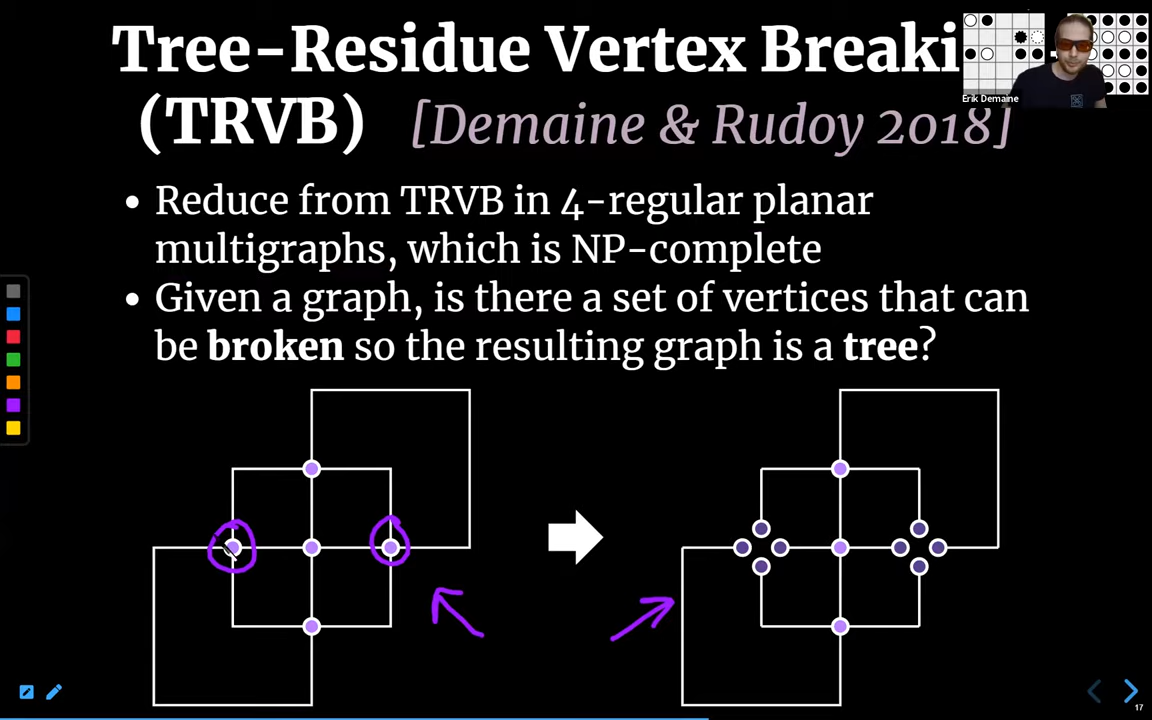 Tree-Residue Vertex Breaki
Erik Demaine
(TRVB) [Demaine & Rudoy 2018]
• Reduce from TRVB in 4-regular planar
multigraphs, which is NP-complete
• Given a graph, is there a set of vertices that can
be broken so the resulting graph is a tree?
17